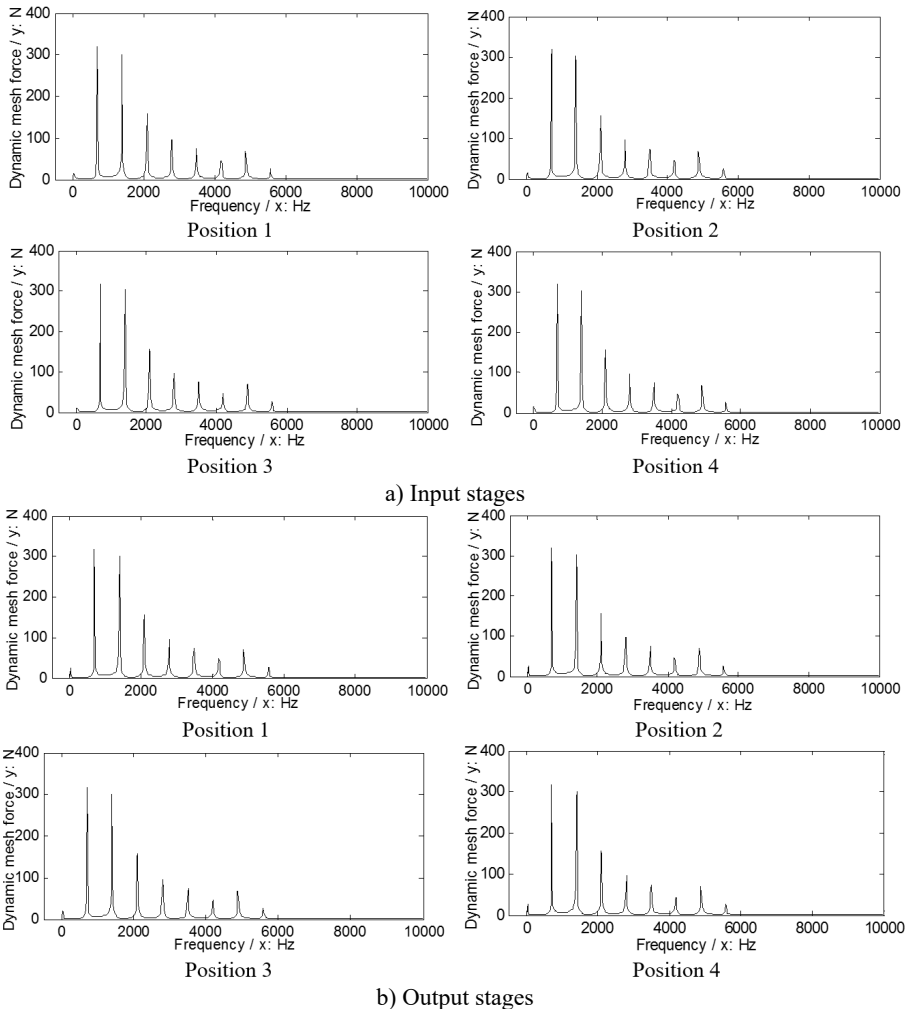 Dynamic mesh force / y: N
400
300
200
100
0
0 2000 4000 6000 8000 10000
Frequency / x: Hz
Position 1
Dynamic mesh force / y: N
400
300
200
100
0
0 2000 4000 6000 8000 10000
Frequency / x: Hz
Position 2
Dynamic mesh force / y: N
400
300
200
100
0
0 2000 4000 6000 8000 10000
Frequency / x: Hz
Position 3
Dynamic mesh force / y: N
400
300
200
100
0
0 2000 4000 6000 8000 10000
Frequency / x: Hz
Position 4
a) Input stages
Dynamic mesh force / y: N
400
300
200
100
0
0 2000 4000 6000 8000 10000
Frequency / x: Hz
Position 1
Dynamic mesh force / y: N
400
300
200
100
0
0 2000 4000 6000 8000 10000
Frequency / x: Hz
Position 2
Dynamic mesh force / y: N
400
300
200
100
0
0 2000 4000 6000 8000 10000
Frequency / x: Hz
Position 3
Dynamic mesh force / y: N
400
300
200
100
0
0 2000 4000 6000 8000 10000
Frequency / x: Hz
Position 4
b) Output stages